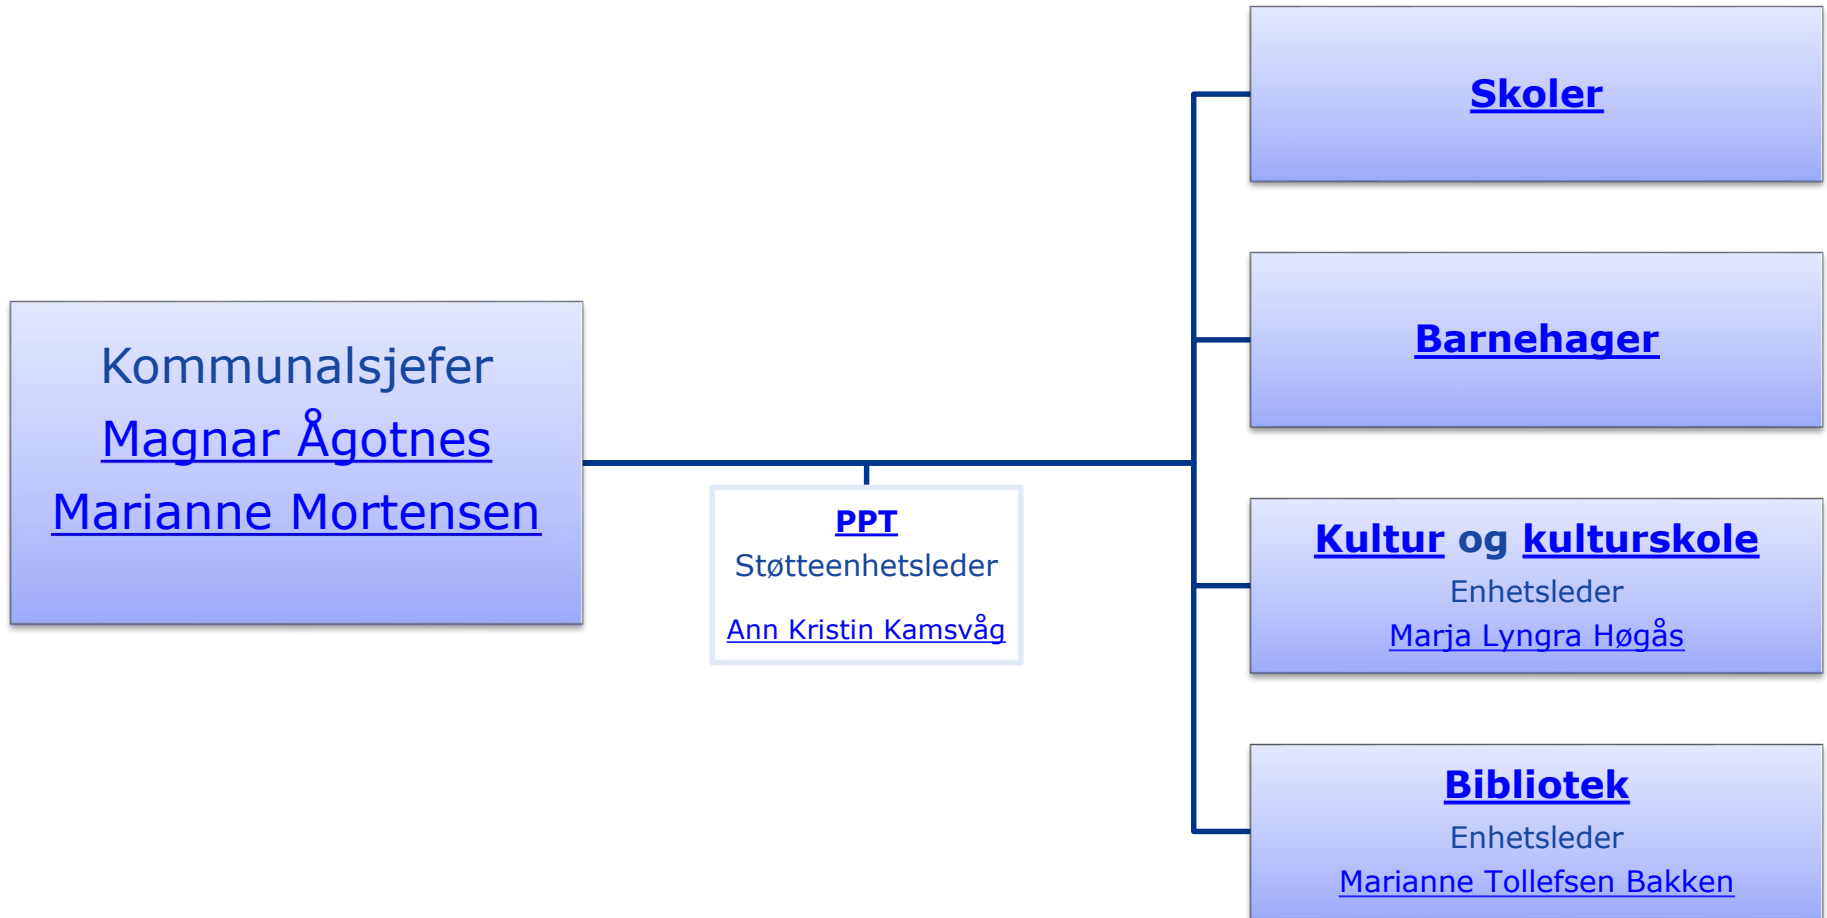 Kommunalsjefer
Magnar Ågotnes
Marianne Mortensen
PPT
Støtteenhetsleder
Ann Kristin Kamsvåg
Skoler
Barnehager
Kultur og kulturskole
Enhetsleder
Marja Lyngra Høgås
Bibliotek
Enhetsleder
Marianne Tollefsen Bakken